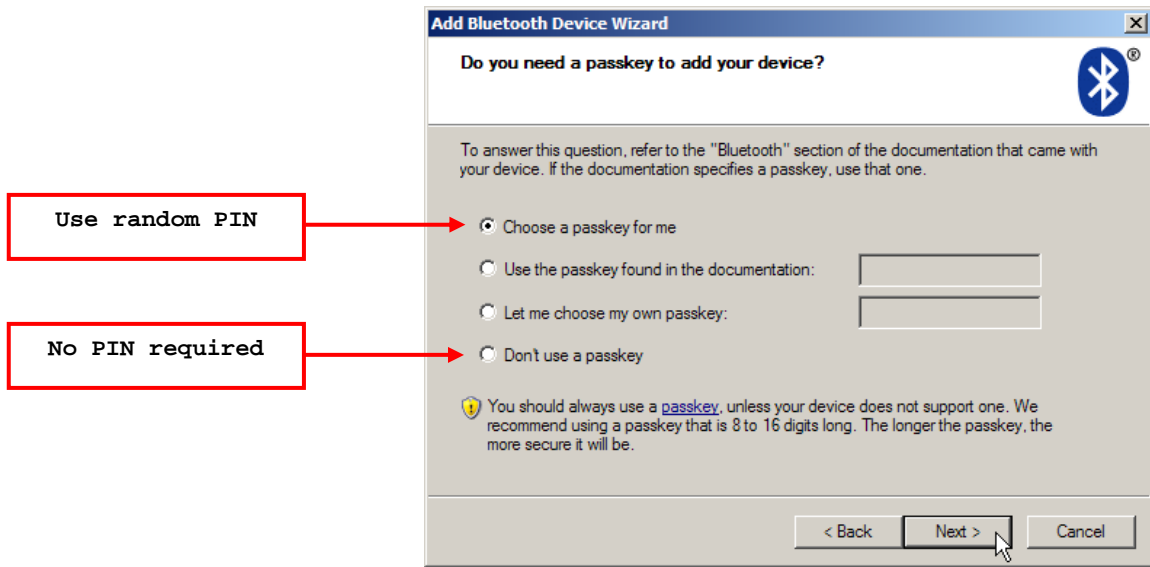 Add Bluetooth Device Wizard
Do you need a passkey to add your device?
®
To answer this question, refer to the "Bluetooth" section of the documentation that came with
your device. If the documentation specifies a passkey, use that one.
Use random PIN
Choose a passkey for me
Use the passkey found in the documentation:
Let me choose my own passkey:
No PIN required
Don't use a passkey
You should always use a passkey, unless your device does not support one. We
recommend using a passkey that is 8 to 16 digits long. The longer the passkey, the
more secure it will be.
< Back Next > Cancel